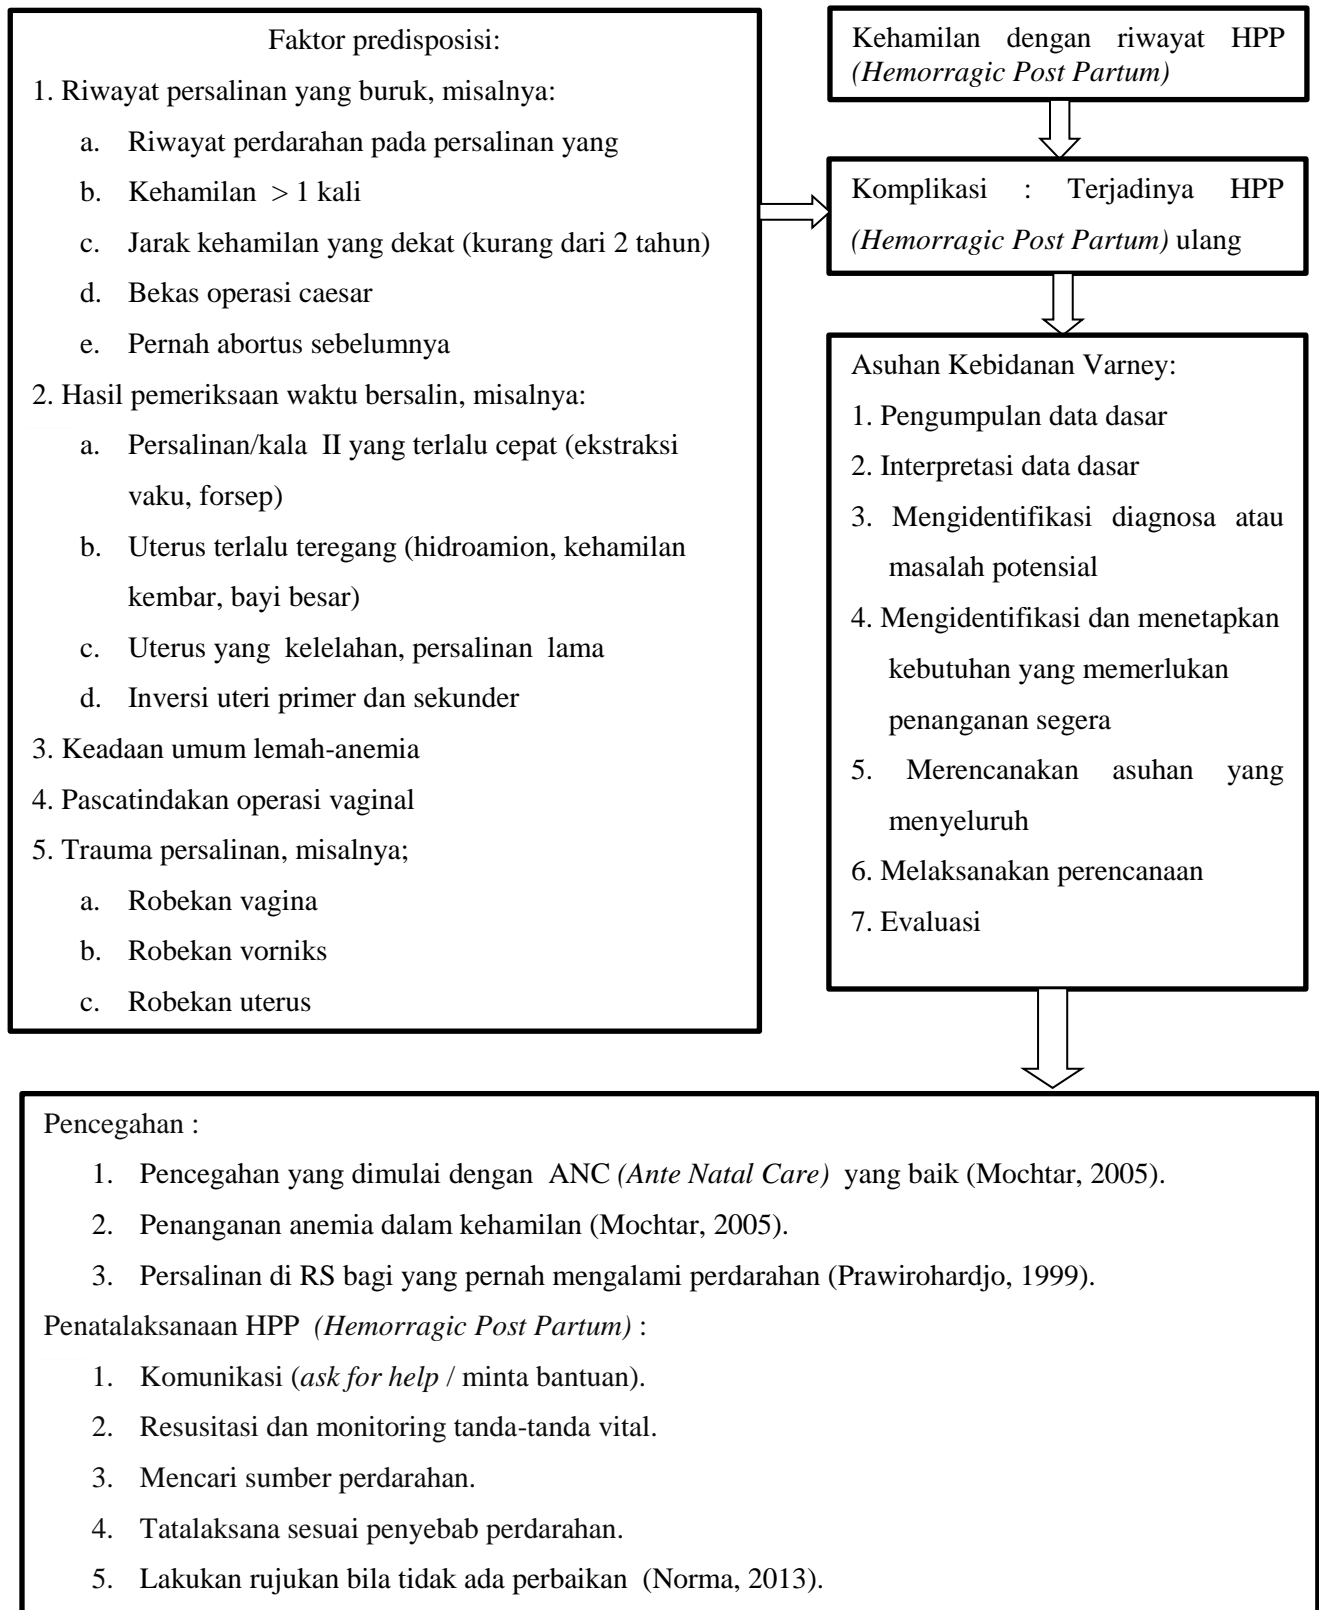 Faktor predisposisi:
1. Riwayat persalinan yang buruk, misalnya:
a. Riwayat perdarahan pada persalinan yang
b. Kehamilan > 1 kali
c. Jarak kehamilan yang dekat (kurang dari 2 tahun)
d. Bekas operasi caesar
e. Pernah abortus sebelumnya
2. Hasil pemeriksaan waktu bersalin, misalnya:
a. Persalinan/kala II yang terlalu cepat (ekstraksi
vaku, forsep)
b. Uterus terlalu teregang (hidroamion, kehamilan
kembar, bayi besar)
c. Uterus yang kelelahan, persalinan lama
d. Inversi uteri primer dan sekunder
3. Keadaan umum lemah-anemia
4. Pascatindakan operasi vaginal
5. Trauma persalinan, misalnya;
a. Robekan vagina
b. Robekan vorniks
c. Robekan uterus
Kehamilan dengan riwayat HPP
(Hemorragic Post Partum)
Komplikasi : Terjadinya HPP
(Hemorragic Post Partum) ulang
Asuhan Kebidanan Varney:
1. Pengumpulan data dasar
2. Interpretasi data dasar
3. Mengidentifikasi diagnosa atau
masalah potensial
4. Mengidentifikasi dan menetapkan
kebutuhan yang memerlukan
penanganan segera
5. Merencanakan asuhan yang
menyeluruh
6. Melaksanakan perencanaan
7. Evaluasi
Pencegahan :
1. Pencegahan yang dimulai dengan ANC (Ante Natal Care) yang baik (Mochtar, 2005).
2. Penanganan anemia dalam kehamilan (Mochtar, 2005).
3. Persalinan di RS bagi yang pernah mengalami perdarahan (Prawirohardjo, 1999).
Penatalaksanaan HPP (Hemorragic Post Partum) :
1. Komunikasi (ask for help / minta bantuan).
2. Resusitasi dan monitoring tanda-tanda vital.
3. Mencari sumber perdarahan.
4. Tatalaksana sesuai penyebab perdarahan.
5. Lakukan rujukan bila tidak ada perbaikan (Norma, 2013).